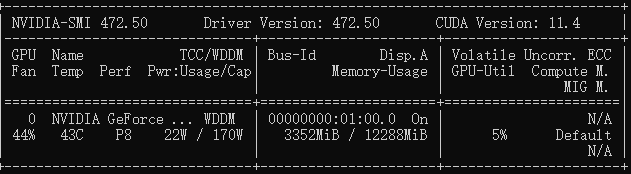 NVIDIA-SMI 472.50 Driver Version: 472.50 CUDA Version: 11.4
GPU Name TCC/WDDM Bus-Id Disp.A Volatile Uncorr. ECC
Fan Temp Perf Pwr:Usage/Cap Memory-Usage GPU-Util Compute M.
MIG M.
0 NVIDIA GeForce ... WDDM 00000000:01:00.0 On N/A
44% 43C P8 22W / 170W 3352MiB / 12288MiB 5% Default
N/A